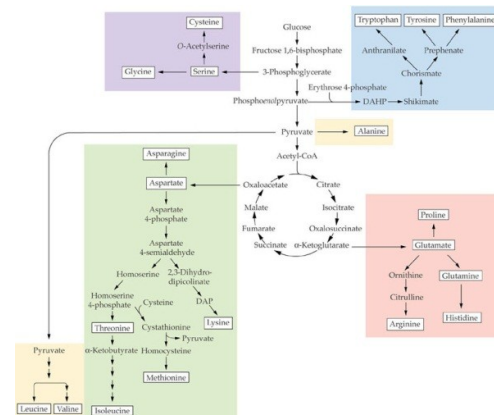 Glucose
Fructose 1,6-bisphosphate
3-Phosphoglycerate
Erythrose 4-phosphate
Phosphoenolpyruvate
DAHP
Shikimate
Chorismate
Anthranilate
Prephenate
Tryptophan
Tyrosine
Phenylalanine
Cysteine
O-Acetylserine
Glycine
Serine
Pyruvate
Alanine
Acetyl-CoA
Oxaloacetate
Citrate
Malate
Isocitrate
Fumarate
Oxalosuccinate
Succinate
α-Ketoglutarate
Asparagine
Aspartate
Aspartate
4-phosphate
Aspartate
4-semialdehyde
Homoserine
2,3-Dihydro-
dipicolinate
Homoserine
4-phosphate
Cysteine
DAP
Threonine
Cystathionine
Lysine
Pyruvate
α-Ketobutyrate
Homocysteine
Methionine
Isoleucine
Pyruvate
Leucine
Valine
Proline
Glutamate
Ornithine
Glutamine
Citrulline
Arginine
Histidine